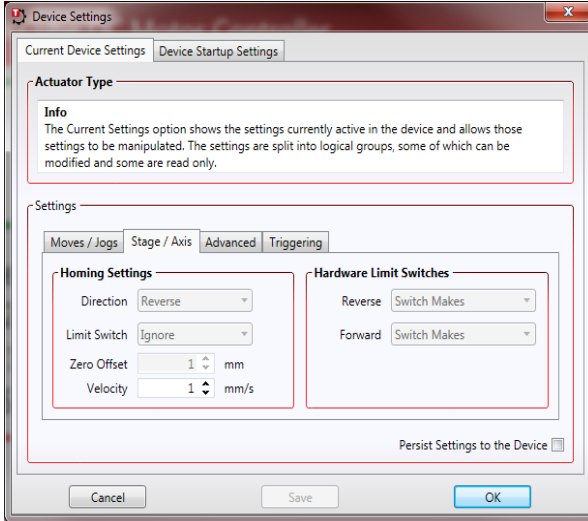 Device Settings
Current Device Settings
Device Startup Settings
Actuator Type
Info
The Current Settings option shows the settings currently active in the device and allows those
settings to be manipulated. The settings are split into logical groups, some of which can be
modified and some are read only.
Settings
Moves / Jogs
Stage / Axis
Advanced
Triggering
Homing Settings
Direction Reverse
Limit Switch Ignore
Zero Offset 1 mm
Velocity 1 mm/s
Hardware Limit Switches
Reverse Switch Makes
Forward Switch Makes
Persist Settings to the Device
Cancel
Save
OK